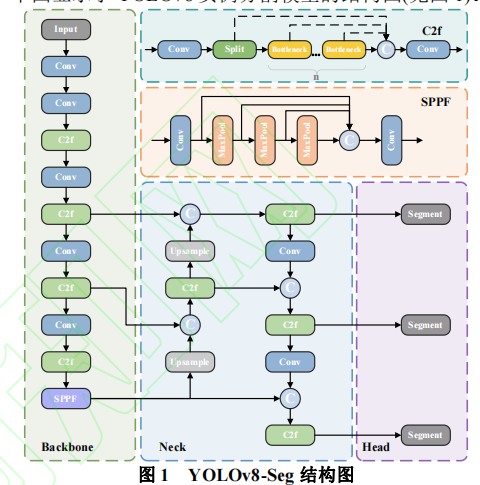 Input
Conv
Conv
C2f
Conv
C2f
Conv
C2f
Conv
C2f
SPPF
Backbone
C2f
Conv
Split
Bottleneck
...
Bottleneck
C
Conv
n
SPPF
Conv
MaxPool
MaxPool
MaxPool
C
Conv
C
Upsample
C2f
C
Upsample
C2f
Conv
C
C2f
Conv
C
C2f
Neck
Segment
Segment
Segment
Head
图 1 YOLOv8-Seg 结构图